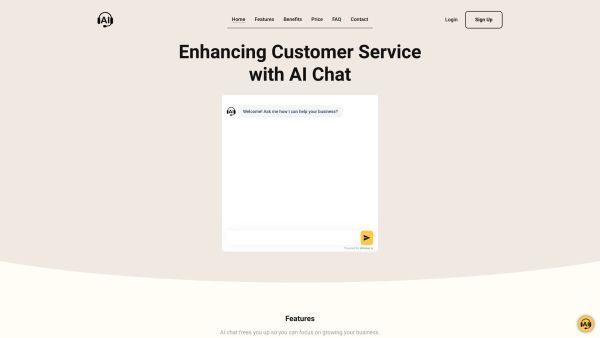 AI
Home Features Benefits Price FAQ Contact
Login Sign Up
Enhancing Customer Service
with AI Chat
AI
Welcome! Ask me how I can help your business?
Powered by
Features
AI chat frees you up so you can focus on growing your business.
AI